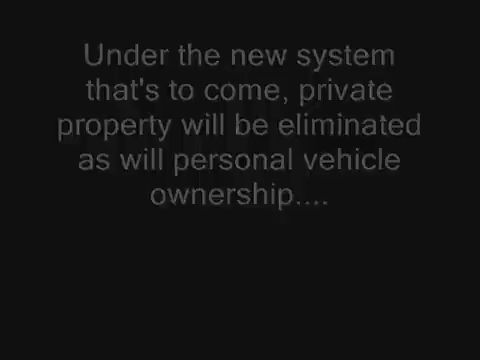 Under the new system
that's to come, private
property will be eliminated
as will personal vehicle
ownership....